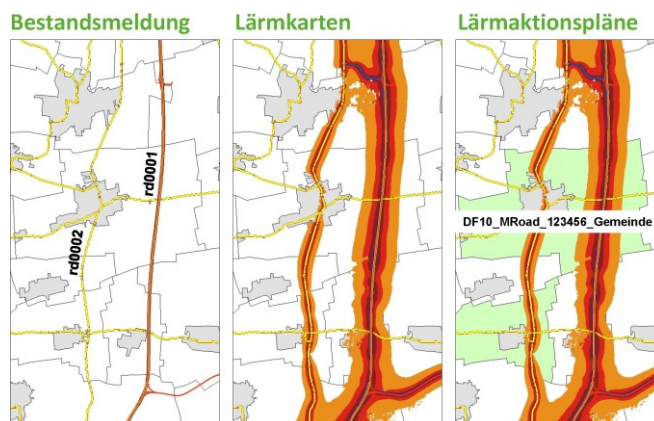 Bestandsmeldung
Lärmkarten
Lärmaktionspläne
rd0001
rd0002
DF10_MRoad_123456_Gemeinde